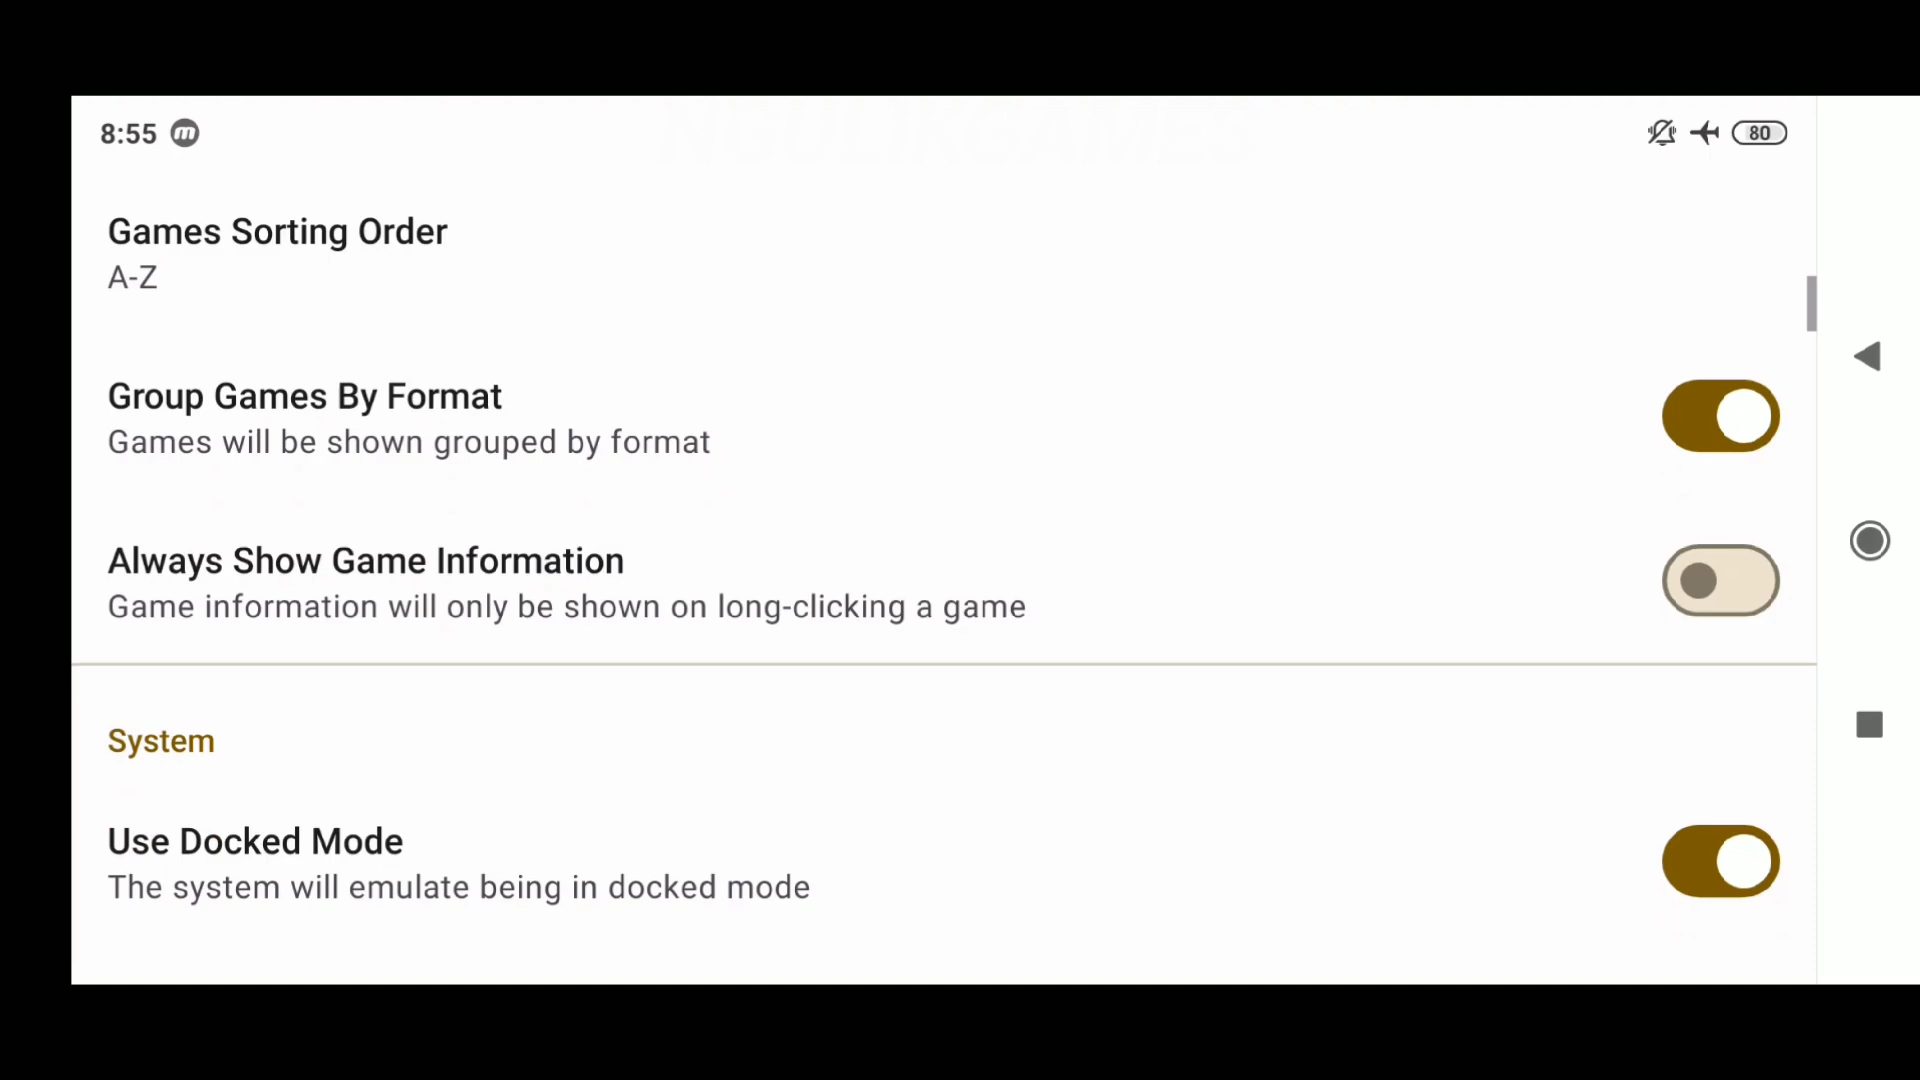 NGULIKGAMES
8:55 m
80
Games Sorting Order
A-Z
Group Games By Format
Games will be shown grouped by format
Always Show Game Information
Game information will only be shown on long-clicking a game
System
Use Docked Mode
The system will emulate being in docked mode